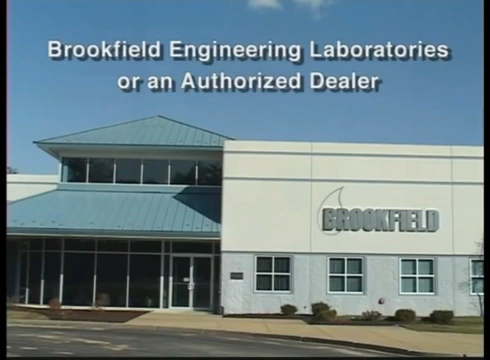 Brookfield Engineering Laboratories
or an Authorized Dealer
BROOKFIELD